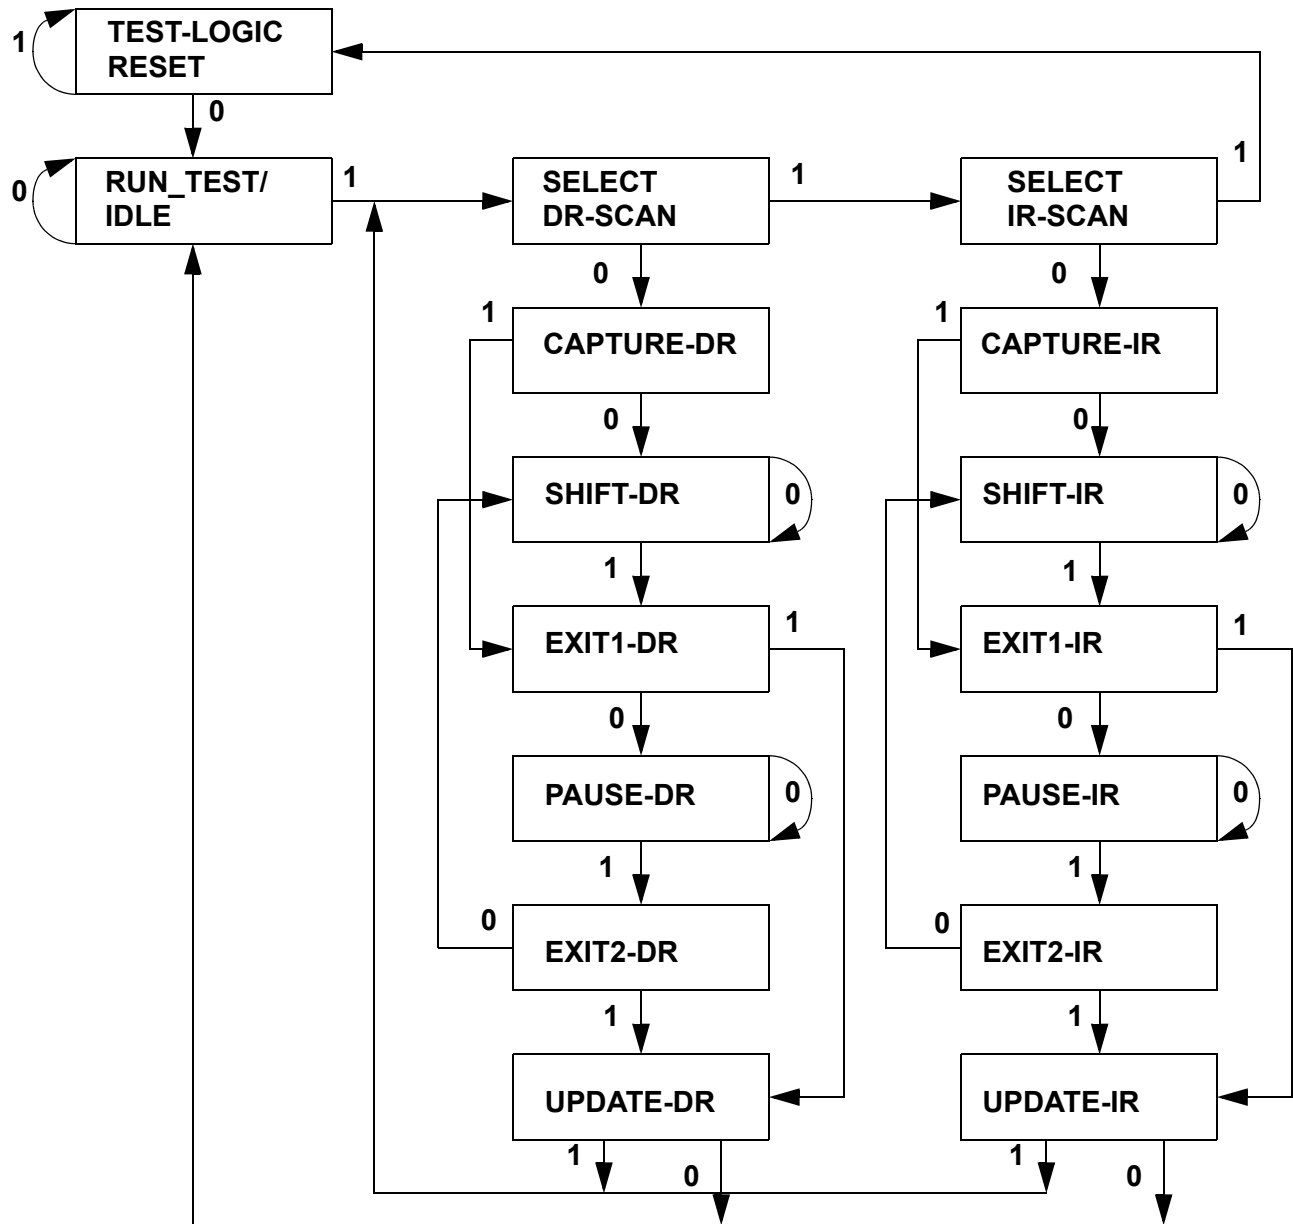 TEST-LOGIC
RESET
1
0
RUN_TEST/
IDLE
0
1
SELECT
DR-SCAN
1
SELECT
IR-SCAN
1
0
0
1
CAPTURE-DR
1
CAPTURE-IR
0
0
SHIFT-DR
0
SHIFT-IR
0
1
1
EXIT1-DR
1
EXIT1-IR
1
0
0
PAUSE-DR
0
PAUSE-IR
0
1
1
0
EXIT2-DR
0
EXIT2-IR
1
1
UPDATE-DR
UPDATE-IR
1
0
1
0